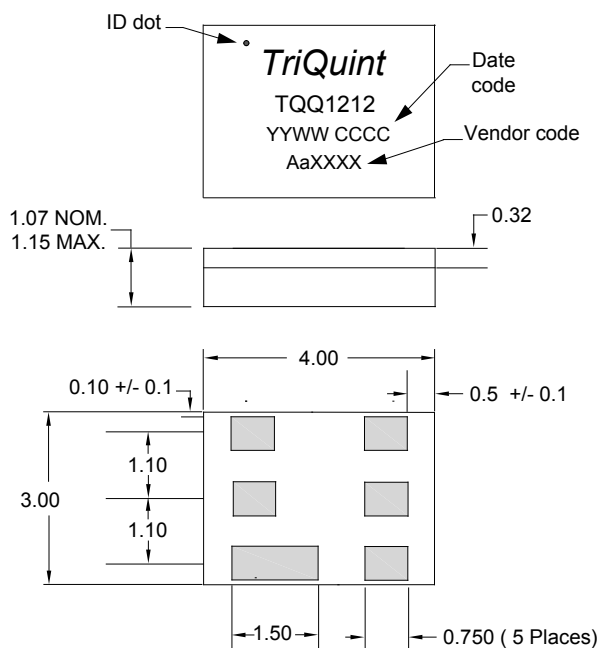 ID dot
TriQuint
TQQ1212
YYWW CCCC
AaXXXX
Date
code
Vendor code
1.07 NOM.
1.15 MAX.
0.32
4.00
0.10 +/- 0.1
0.5 +/- 0.1
1.10
3.00
1.10
1.50
0.750 ( 5 Places)